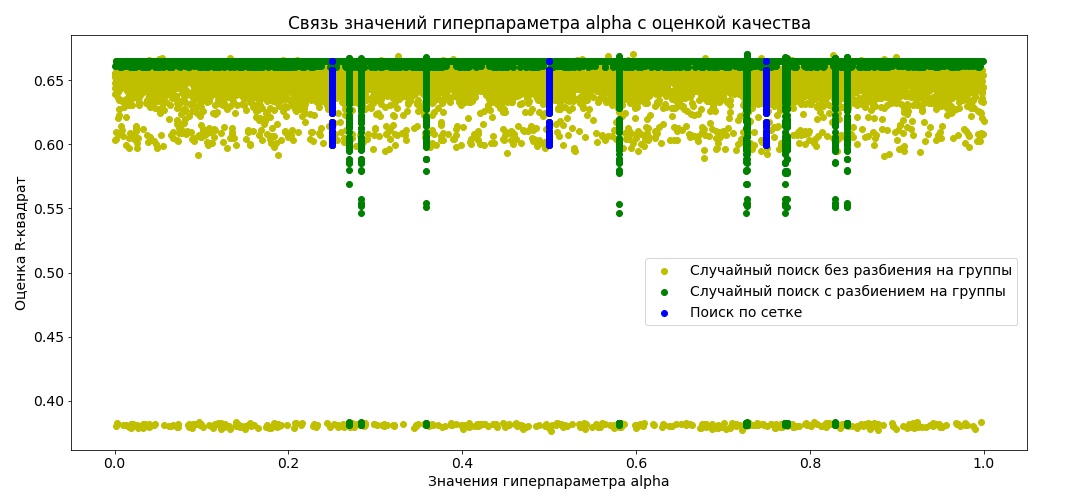 Связь значений гиперпараметра alpha с оценкой качества
Оценка R-квадрат
0.65
0.60
0.55
0.50
0.45
0.40
Случайный поиск без разбиения на группы
Случайный поиск с разбиением на группы
Поиск по сетке
0.0 0.2 0.4 0.6 0.8 1.0
Значения гиперпараметра alpha